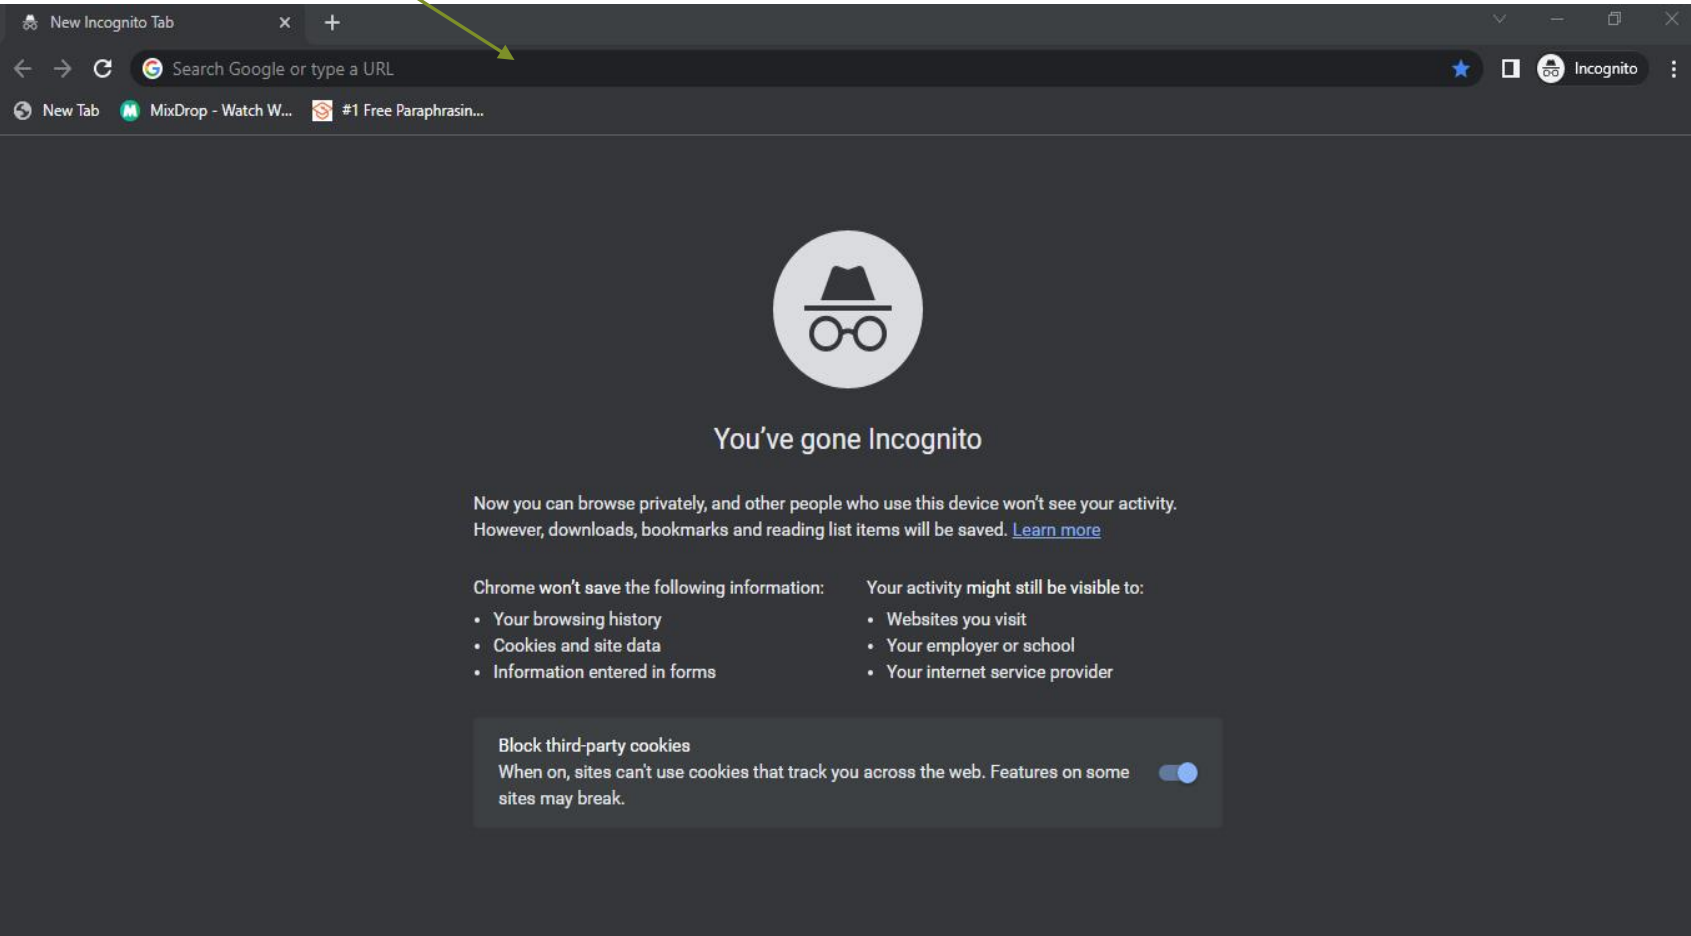 New Incognito Tab
Search Google or type a URL
Incognito
New Tab
MixDrop - Watch W...
#1 Free Paraphrasin...
You've gone Incognito
Now you can browse privately, and other people who use this device won't see your activity.
However, downloads, bookmarks and reading list items will be saved. Learn more
Chrome won't save the following information:
Your activity might still be visible to:
• Your browsing history
• Websites you visit
• Cookies and site data
• Your employer or school
• Information entered in forms
• Your internet service provider
Block third-party cookies
When on, sites can't use cookies that track you across the web. Features on some
sites may break.